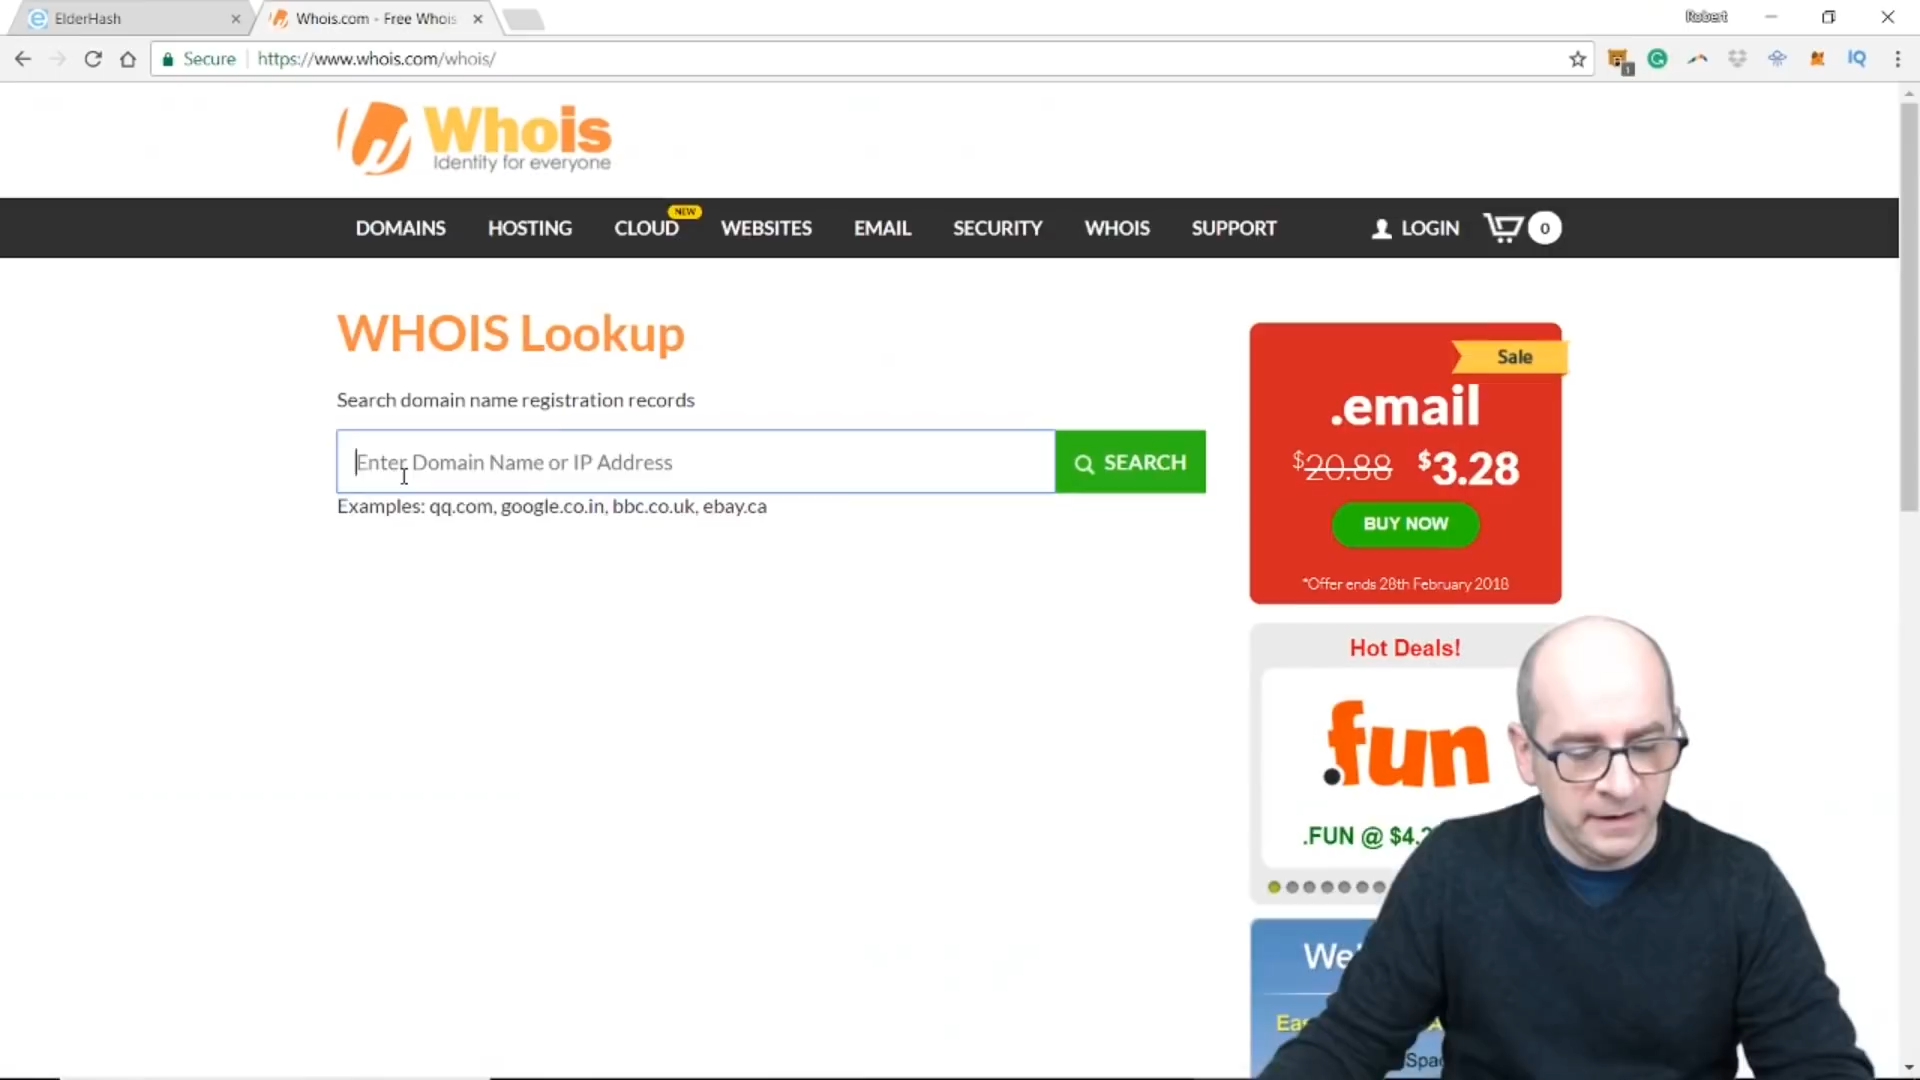 ElderHash
Whois.com - Free Whois
Robert
Secure
https://www.whois.com/whois/
1
IQ
Whois
Identity for everyone
DOMAINS
HOSTING
CLOUD
NEW
WEBSITES
EMAIL
SECURITY
WHOIS
SUPPORT
LOGIN
0
WHOIS Lookup
Search domain name registration records
Enter Domain Name or IP Address
SEARCH
Examples: qq.com, google.co.in, bbc.co.uk, ebay.ca
Sale
.email
$20.88 $3.28
BUY NOW
*Offer ends 28th February 2018
Hot Deals!
.fun
.FUN @ $4.